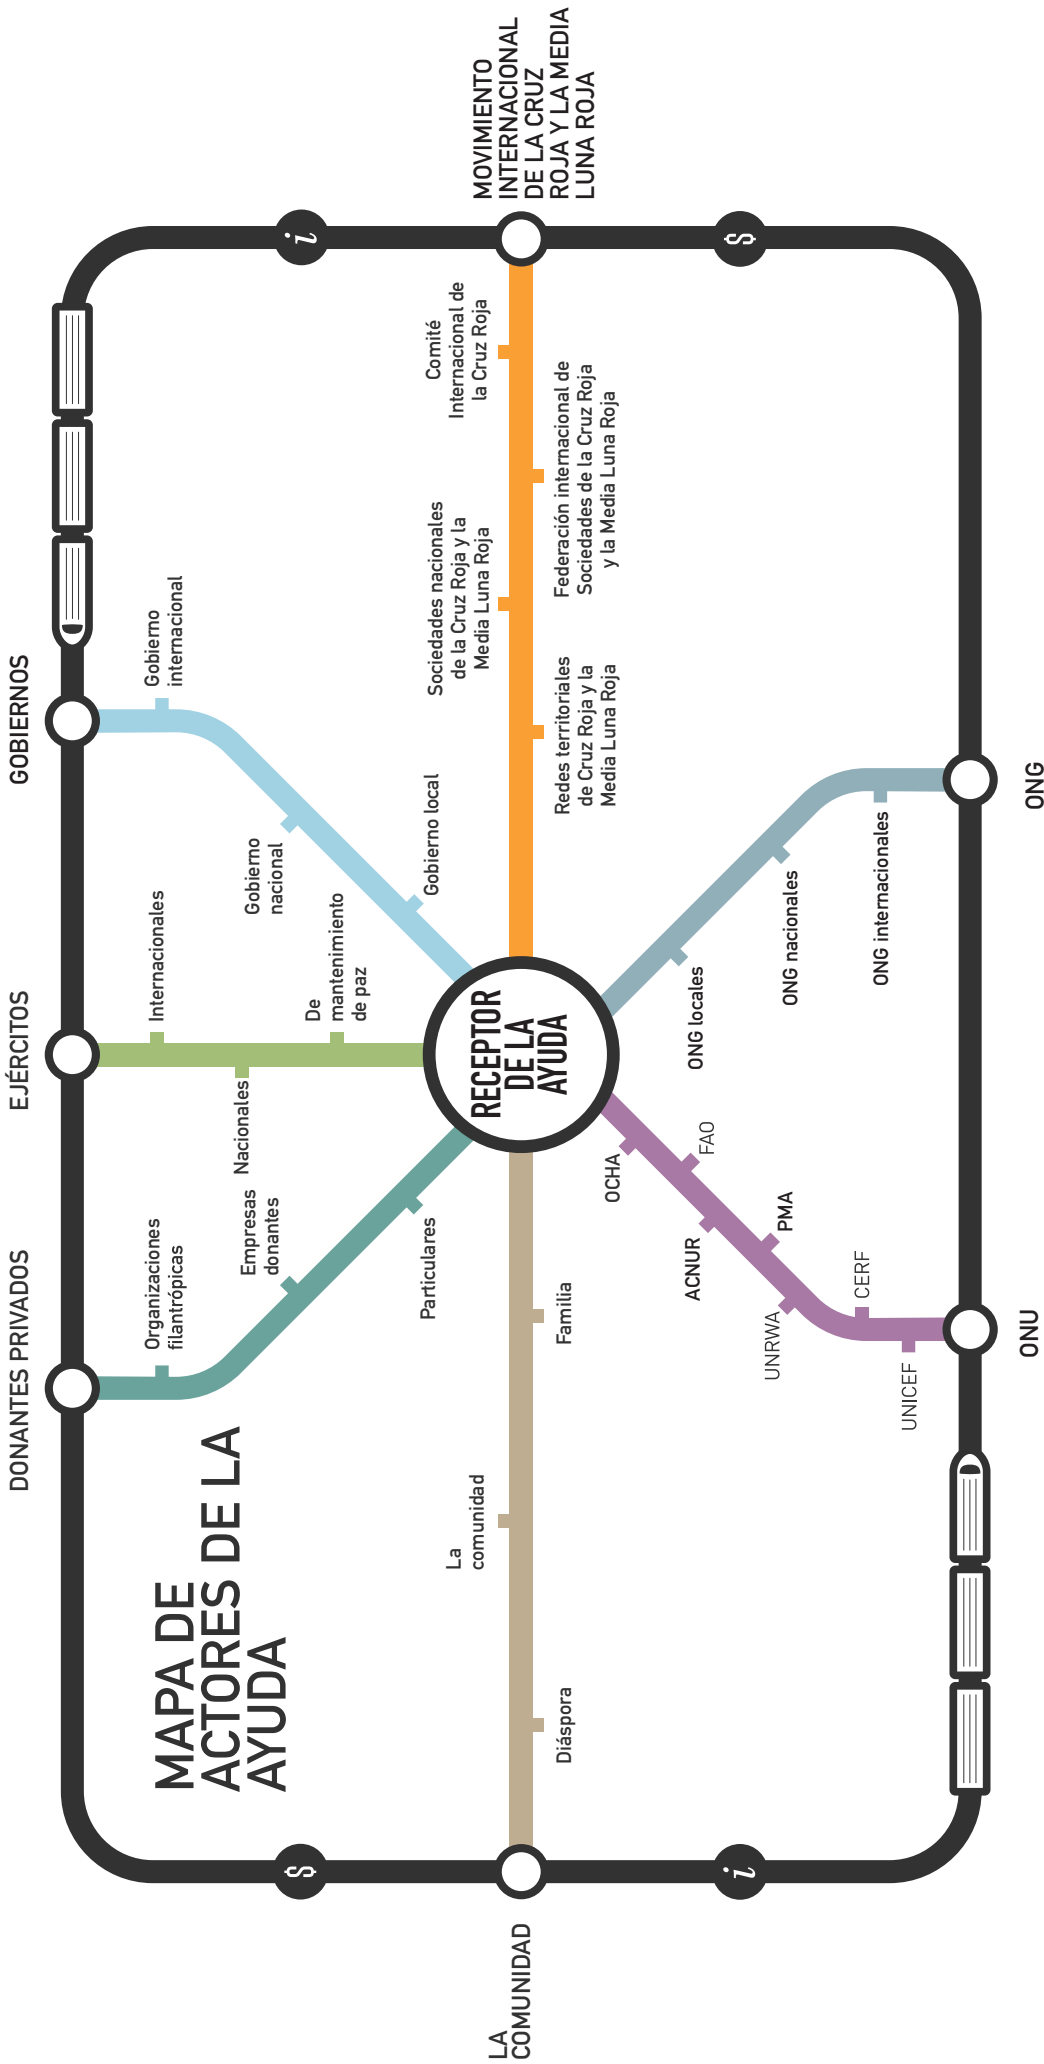 MAPA DE
ACTORES DE LA
AYUDA
DONANTES PRIVADOS
Organizaciones
filantrópicas
Empresas
donantes
Particulares
EJÉRCITOS
Internacionales
Nacionales
De
mantenimiento
de paz
GOBIERNOS
Gobierno
internacional
Gobierno
nacional
Gobierno local
LA
COMUNIDAD
Diáspora
La
comunidad
Familia
RECEPTOR
DE LA
AYUDA
Redes territoriales
de Cruz Roja y la
Media Luna Roja
Sociedades nacionales
de la Cruz Roja y la
Media Luna Roja
Federación internacional de
Sociedades de la Cruz Roja
y la Media Luna Roja
Comité
Internacional de
la Cruz Roja
MOVIMIENTO
INTERNACIONAL
DE LA CRUZ
ROJA Y LA MEDIA
LUNA ROJA
OCHA
FAO
ACNUR
PMA
UNRWA
CERF
UNICEF
ONU
ONG locales
ONG nacionales
ONG internacionales
ONG
$
i
i
$